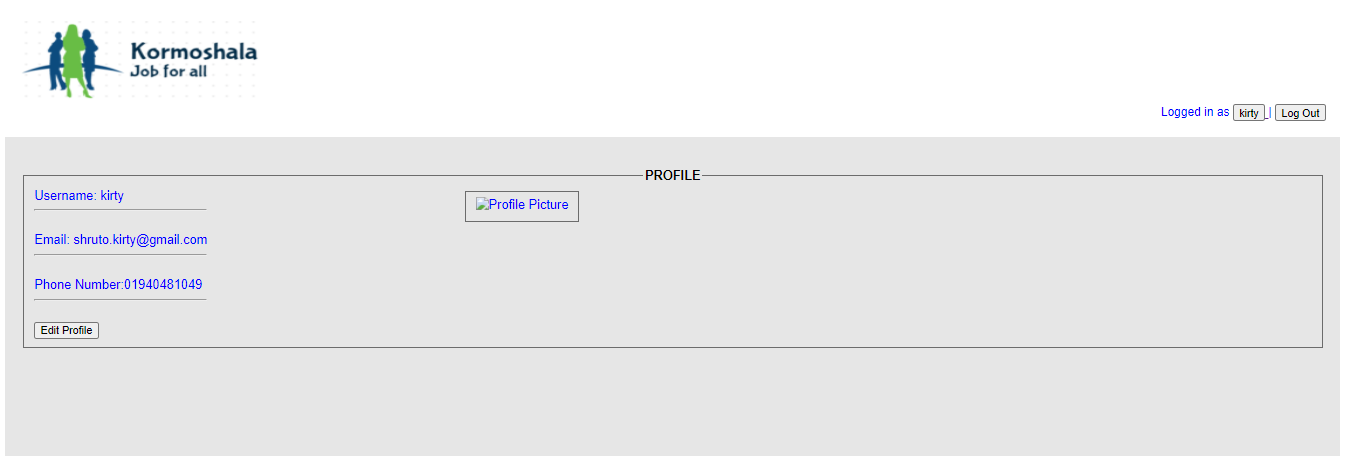 Kormoshala
Job for all
Logged in as kirty | Log Out
PROFILE
Username: kirty
Profile Picture
Email: shruto.kirty@gmail.com
Phone Number:01940481049
Edit Profile